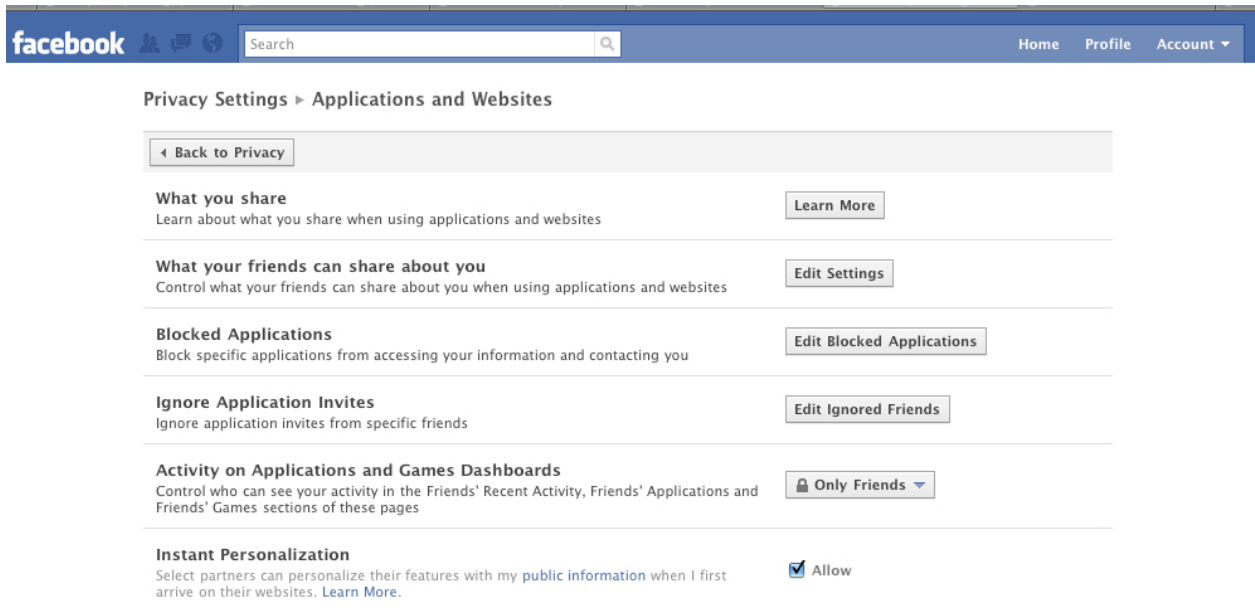 facebook
Search
Home Profile Account
Privacy Settings ▸ Applications and Websites
Back to Privacy
What you share
Learn about what you share when using applications and websites
Learn More
What your friends can share about you
Control what your friends can share about you when using applications and websites
Edit Settings
Blocked Applications
Block specific applications from accessing your information and contacting you
Edit Blocked Applications
Ignore Application Invites
Ignore application invites from specific friends
Edit Ignored Friends
Activity on Applications and Games Dashboards
Control who can see your activity in the Friends' Recent Activity, Friends' Applications and
Friends' Games sections of these pages
Only Friends
Instant Personalization
Select partners can personalize their features with my public information when I first
arrive on their websites. Learn More.
Allow